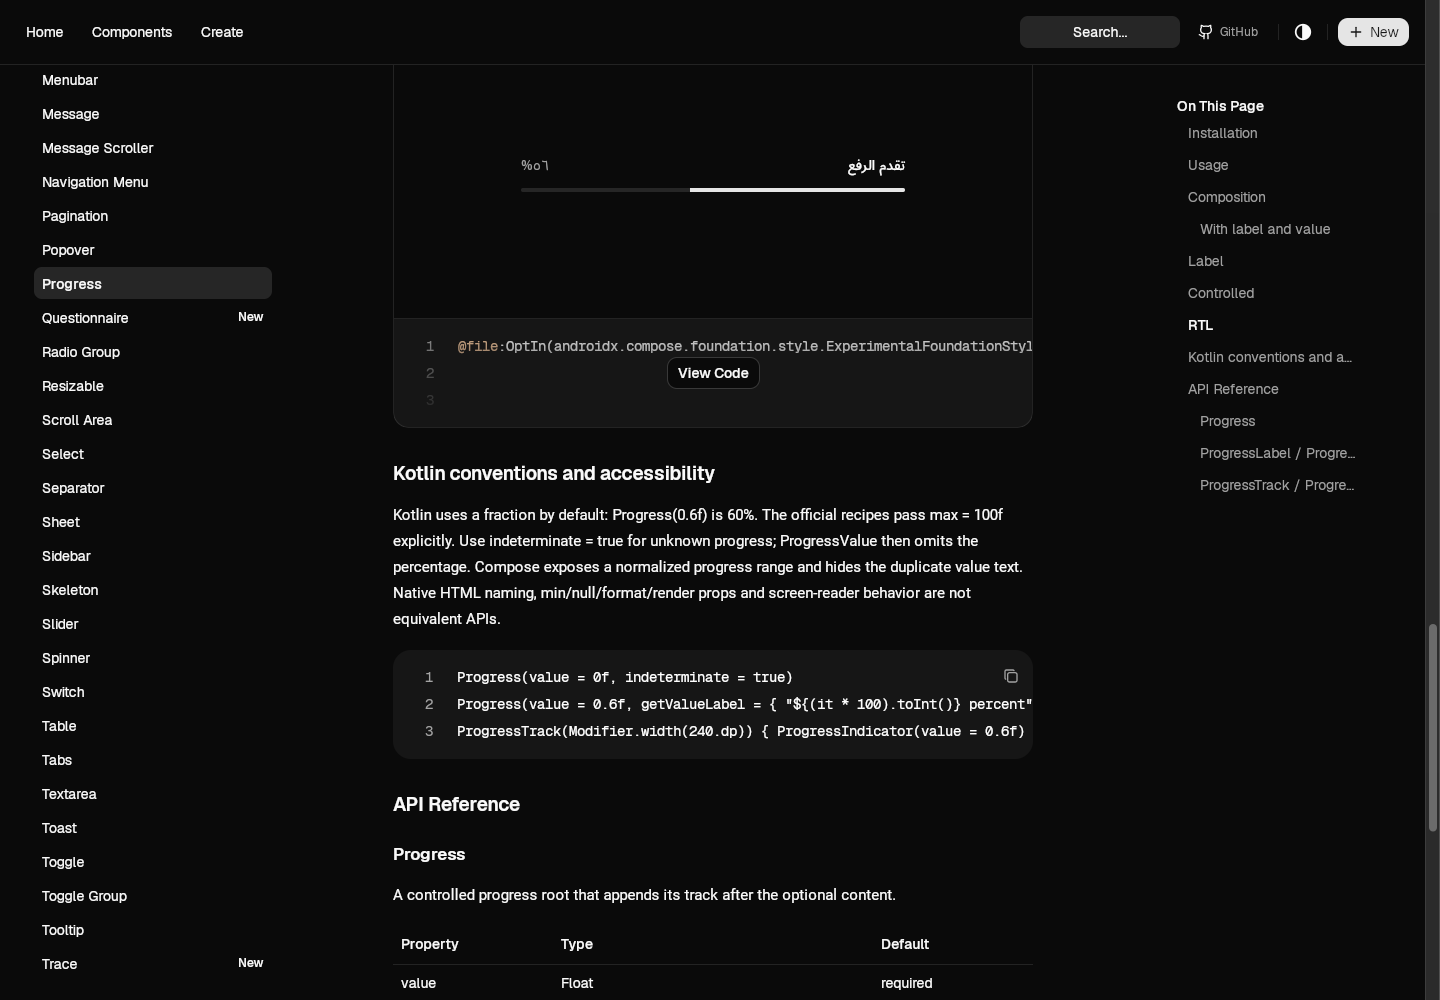 Home
Components
Create
Search...
GitHub
New
Menubar
Message
Message Scroller
Navigation Menu
Pagination
Popover
Progress
Questionnaire New
Radio Group
Resizable
Scroll Area
Select
Separator
Sheet
Sidebar
Skeleton
Slider
Spinner
Switch
Table
Tabs
Textarea
Toast
Toggle
Toggle Group
Tooltip
Trace New
تقدم الرفع
%٥٦
1 @file:OptIn(androidx.compose.foundation.style.ExperimentalFoundationStyl
2
3
View Code
Kotlin conventions and accessibility
Kotlin uses a fraction by default: Progress(0.6f) is 60%. The official recipes pass max = 100f
explicitly. Use indeterminate = true for unknown progress; ProgressValue then omits the
percentage. Compose exposes a normalized progress range and hides the duplicate value text.
Native HTML naming, min/null/format/render props and screen-reader behavior are not
equivalent APIs.
1 Progress(value = 0f, indeterminate = true)
2 Progress(value = 0.6f, getValueLabel = { "${(it * 100).toInt()} percent"
3 ProgressTrack(Modifier.width(240.dp)) { ProgressIndicator(value = 0.6f)
API Reference
Progress
A controlled progress root that appends its track after the optional content.
Property Type Default
value Float required
On This Page
Installation
Usage
Composition
With label and value
Label
Controlled
RTL
Kotlin conventions and a...
API Reference
Progress
ProgressLabel / Progre...
ProgressTrack / Progre...